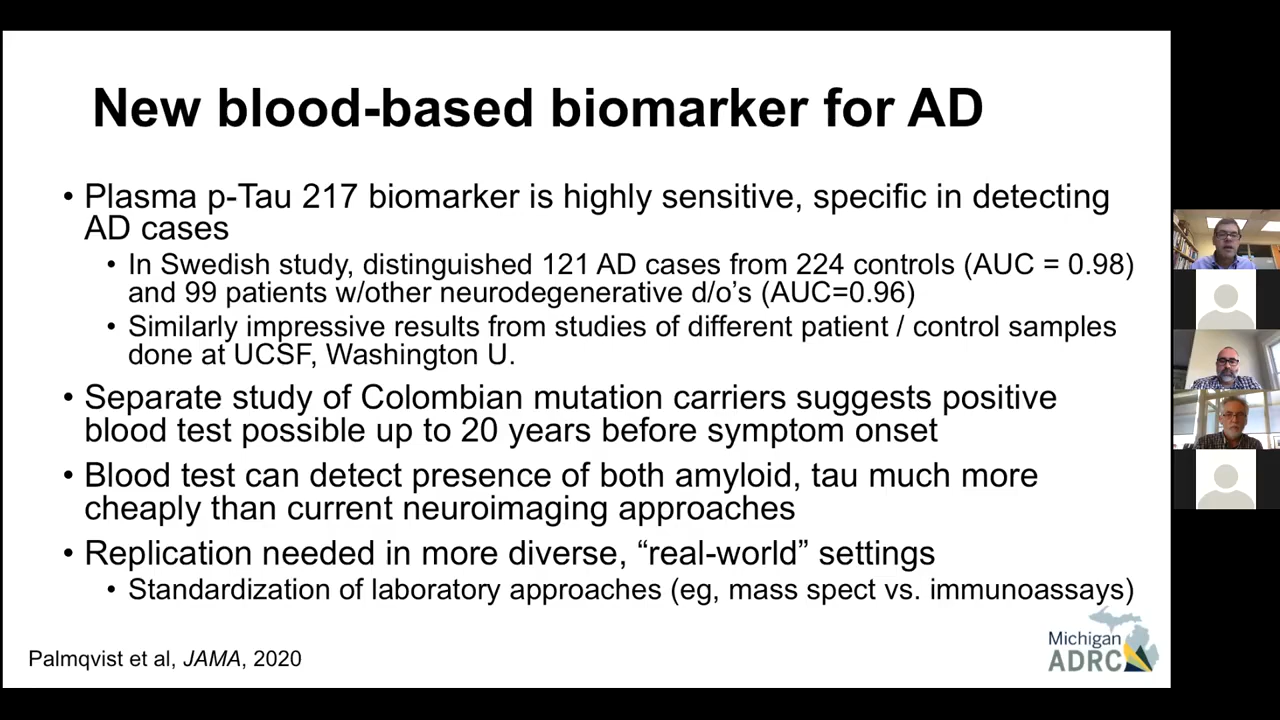 New blood-based biomarker for AD
• Plasma p-Tau 217 biomarker is highly sensitive, specific in detecting
AD cases
• In Swedish study, distinguished 121 AD cases from 224 controls (AUC = 0.98)
and 99 patients w/other neurodegenerative d/o’s (AUC=0.96)
• Similarly impressive results from studies of different patient / control samples
done at UCSF, Washington U.
• Separate study of Colombian mutation carriers suggests positive
blood test possible up to 20 years before symptom onset
• Blood test can detect presence of both amyloid, tau much more
cheaply than current neuroimaging approaches
• Replication needed in more diverse, “real-world” settings
• Standardization of laboratory approaches (eg, mass spect vs. immunoassays)
Palmqvist et al, JAMA, 2020
Michigan
ADRC